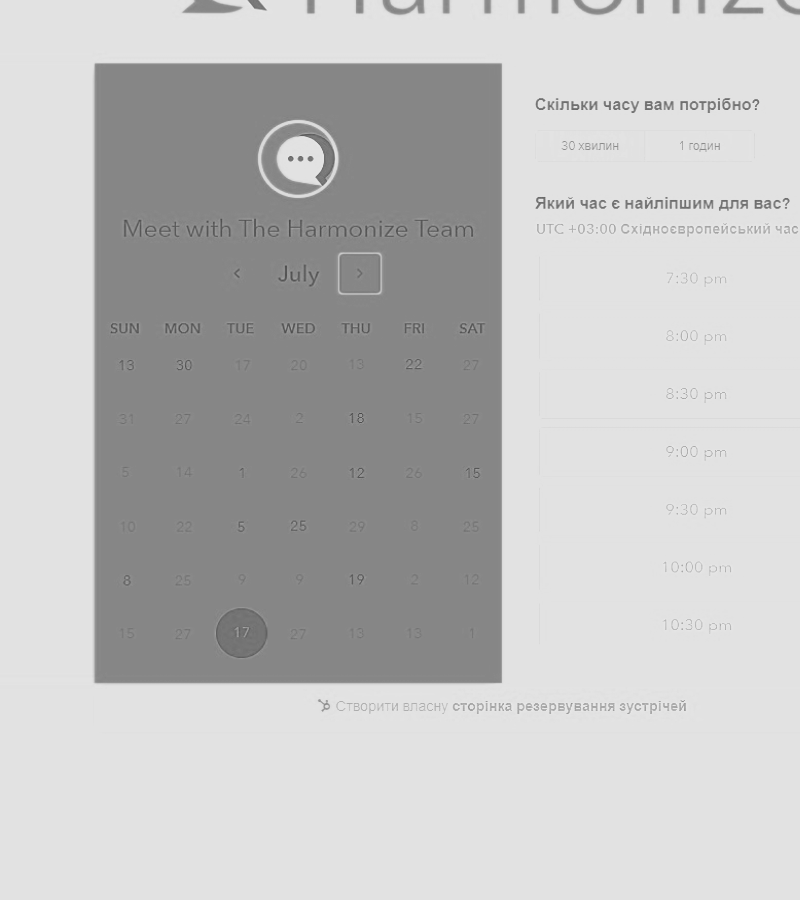 Harmonize
Meet with The Harmonize Team
July
SUN MON TUE WED THU FRI SAT
13 30 17 20 13 22 27
31 27 24 2 18 15 27
5 14 1 26 12 26 15
10 22 5 25 29 8 25
8 25 9 9 19 2 12
15 27 17 27 13 13 1
Скільки часу вам потрібно?
30 хвилин 1 годин
Який час є найліпшим для вас?
UTC +03:00 Східноєвропейський час
7:30 pm
8:00 pm
8:30 pm
9:00 pm
9:30 pm
10:00 pm
10:30 pm
Створити власну сторінка резервування зустрічей